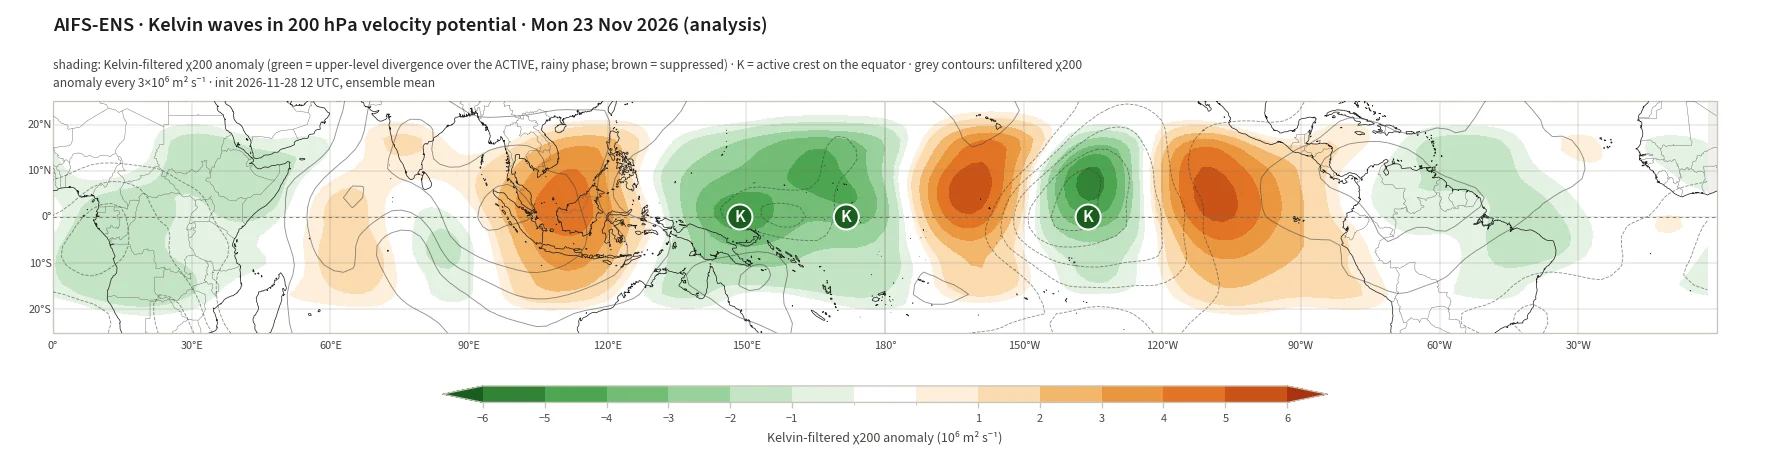 AIFS-ENS · Kelvin waves in 200 hPa velocity potential · Mon 23 Nov 2026 (analysis)
shading: Kelvin-filtered χ200 anomaly (green = upper-level divergence over the ACTIVE, rainy phase; brown = suppressed) · K = active crest on the equator · grey contours: unfiltered χ200
anomaly every 3×10⁶ m² s⁻¹ · init 2026-11-28 12 UTC, ensemble mean
20°N
10°N
0°
10°S
20°S
K K K
0° 30°E 60°E 90°E 120°E 150°E 180° 150°W 120°W 90°W 60°W 30°W
−6 −5 −4 −3 −2 −1 1 2 3 4 5 6
Kelvin-filtered χ200 anomaly (10⁶ m² s⁻¹)